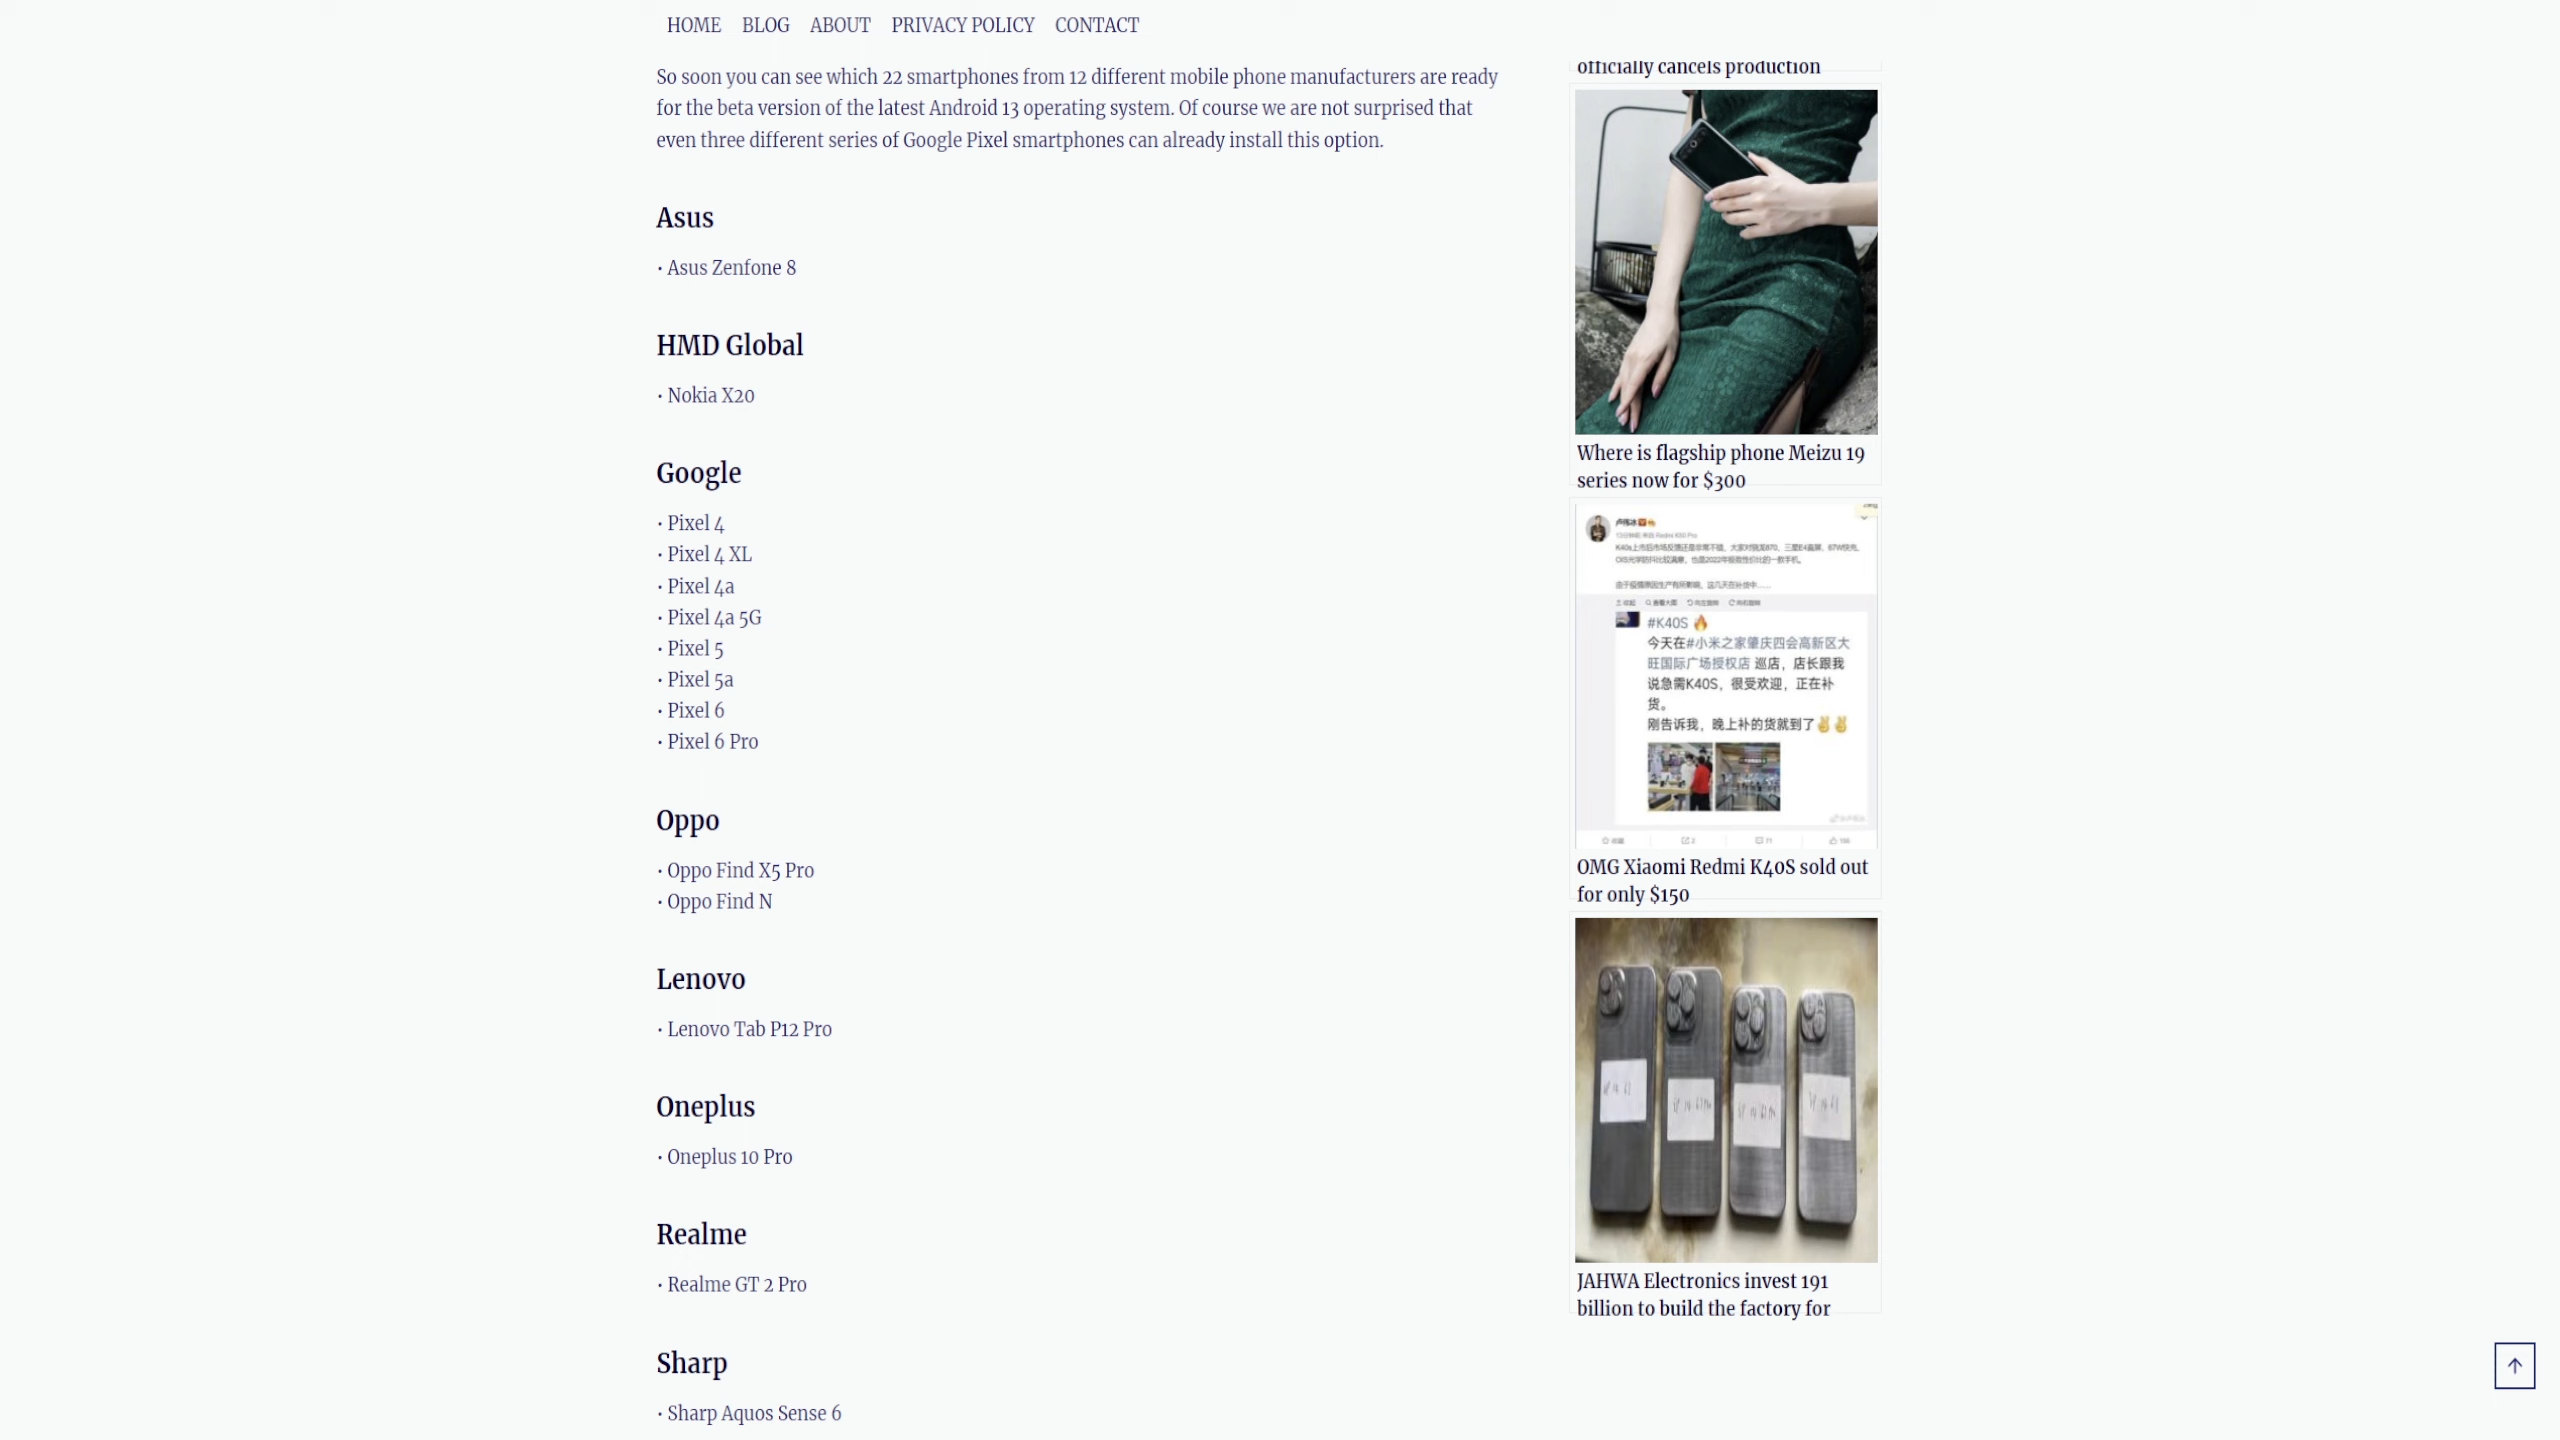 HOME BLOG ABOUT PRIVACY POLICY CONTACT
So soon you can see which 22 smartphones from 12 different mobile phone manufacturers are ready
for the beta version of the latest Android 13 operating system. Of course we are not surprised that
even three different series of Google Pixel smartphones can already install this option.
Asus
• Asus Zenfone 8
HMD Global
• Nokia X20
Google
• Pixel 4
• Pixel 4 XL
• Pixel 4a
• Pixel 4a 5G
• Pixel 5
• Pixel 5a
• Pixel 6
• Pixel 6 Pro
Oppo
• Oppo Find X5 Pro
• Oppo Find N
Lenovo
• Lenovo Tab P12 Pro
Oneplus
• Oneplus 10 Pro
Realme
• Realme GT 2 Pro
Sharp
• Sharp Aquos Sense 6
officially cancels production
Where is flagship phone Meizu 19
series now for $300
#K40S 🔥
今天在#小米之家肇庆四会高新区大
旺国际广场授权店 巡店，店长跟我
说急需K40S，很受欢迎，正在补
货。
刚告诉我，晚上补的货就到了✌✌
OMG Xiaomi Redmi K40S sold out
for only $150
JAHWA Electronics invest 191
billion to build the factory for